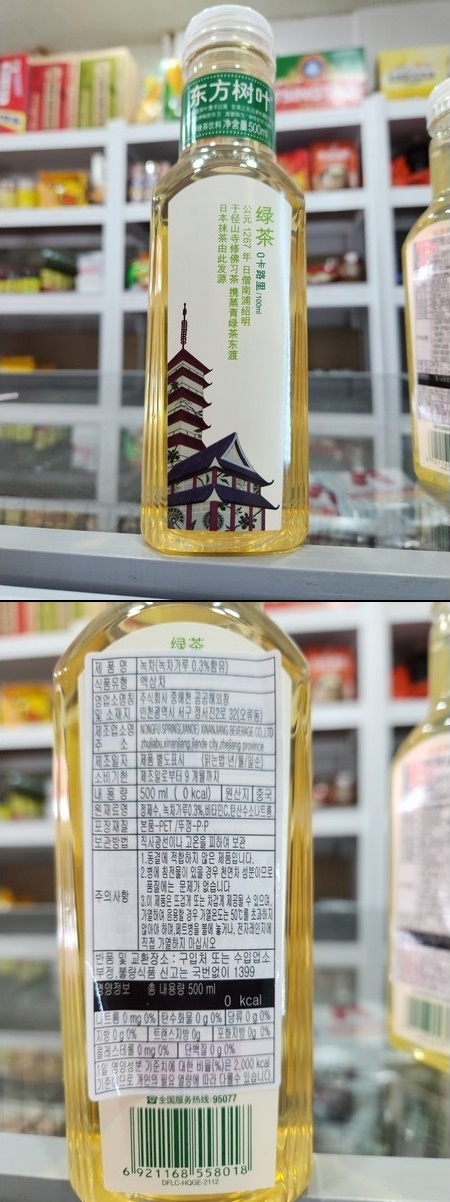 东方树叶
净含量500ml
绿茶 0卡路里/100ml
公元 1267 年 日僧南浦绍明
于径山寺修佛习茶 携蒸青绿茶东渡
日本抹茶由此发源
绿茶
제 품 명 녹차(녹차가루 0.3%함유)
식품유형 액상차
영업소명칭 및 소재지 주식회사 중해천
인천광역시 서구 정서진2로 32(오류동)
제조업소명 NONGFU SPRING(JIANDE) XINANJIANG BEVERAGE CO.,LTD
주 소 zhujiabu,xinanjiang,jiande city,zhejiang province
제조일자 제품 별도표시 (읽는법:년/월/일순)
소비기한 제조일로부터 9 개월까지
내 용 량 500 ml ( 0 kcal) 원산지 중국
원재료명 정제수, 녹차가루0.3%,비타민C,탄산수소나트륨
포장재질 본품-PET /뚜껑-P·P
보관방법 직사광선이나 고온을 피하여 보관
주의사항
1.동결에 적합하지 않은 제품입니다.
2.병에 침전물이 있을 경우 천연차 성분이므로
품질에는 문제가 없습니다
3.이 제품은 뜨겁게 또는 차갑게 제공될 수 있으며,
가열하여 음용할 경우 가열온도는 50℃를 초과하지
않아야 하며,페트병을 불에 놓거나, 전자레인지에
직접 가열하지 마십시오
반품 및 교환장소 : 구입처 또는 수입업소
부정,불량식품 신고는 국번없이 1399
영양정보 총 내용량 500 ml
0 kcal
나트륨 0 mg 0% 탄수화물 0 g 0% 당류 0 g 0%
지방 0 g 0% 트랜스지방 0g 포화지방 0g 0%
콜레스테롤 0 mg 0% 단백질 0 g 0%
1일 영양성분 기준치에 대한 비율(%)은 2,000 kcal
기준이므로 개인의 필요 열량에 따라 다를수 있습니다
全国服务热线:95077
6 921168 558018
DFLC-HQGE-2112